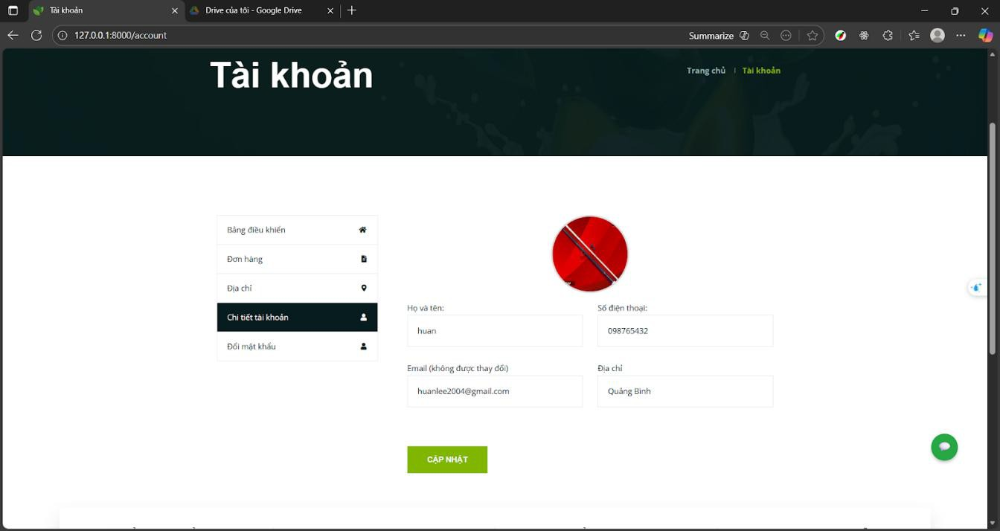 Tài khoản
Drive của tôi - Google Drive
127.0.0.1:8000/account
Summarize
Tài khoản
Trang chủ | Tài khoản
Bảng điều khiển
Đơn hàng
Địa chỉ
Chi tiết tài khoản
Đổi mật khẩu
Họ và tên:
Số điện thoại:
huan
098765432
Email (không được thay đổi)
Địa chỉ
huanlee2004@gmail.com
Quảng Bình
CẬP NHẬT